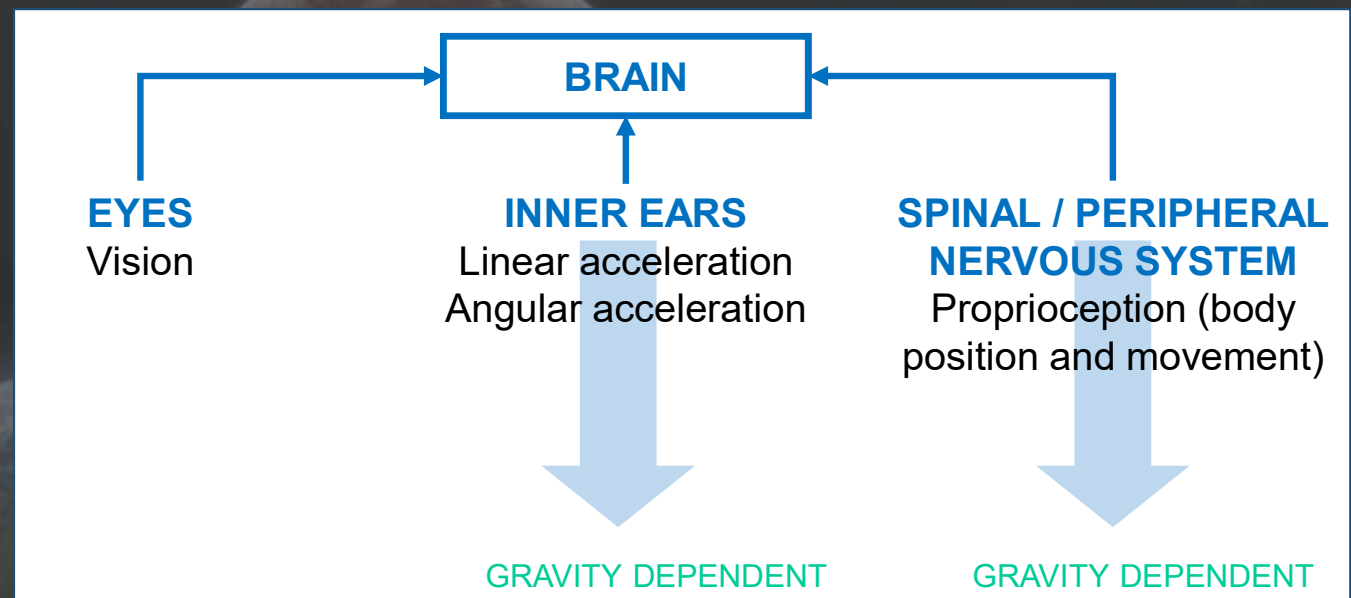 BRAIN
EYES
Vision
INNER EARS
Linear acceleration
Angular acceleration
SPINAL / PERIPHERAL
NERVOUS SYSTEM
Proprioception (body
position and movement)
GRAVITY DEPENDENT
GRAVITY DEPENDENT